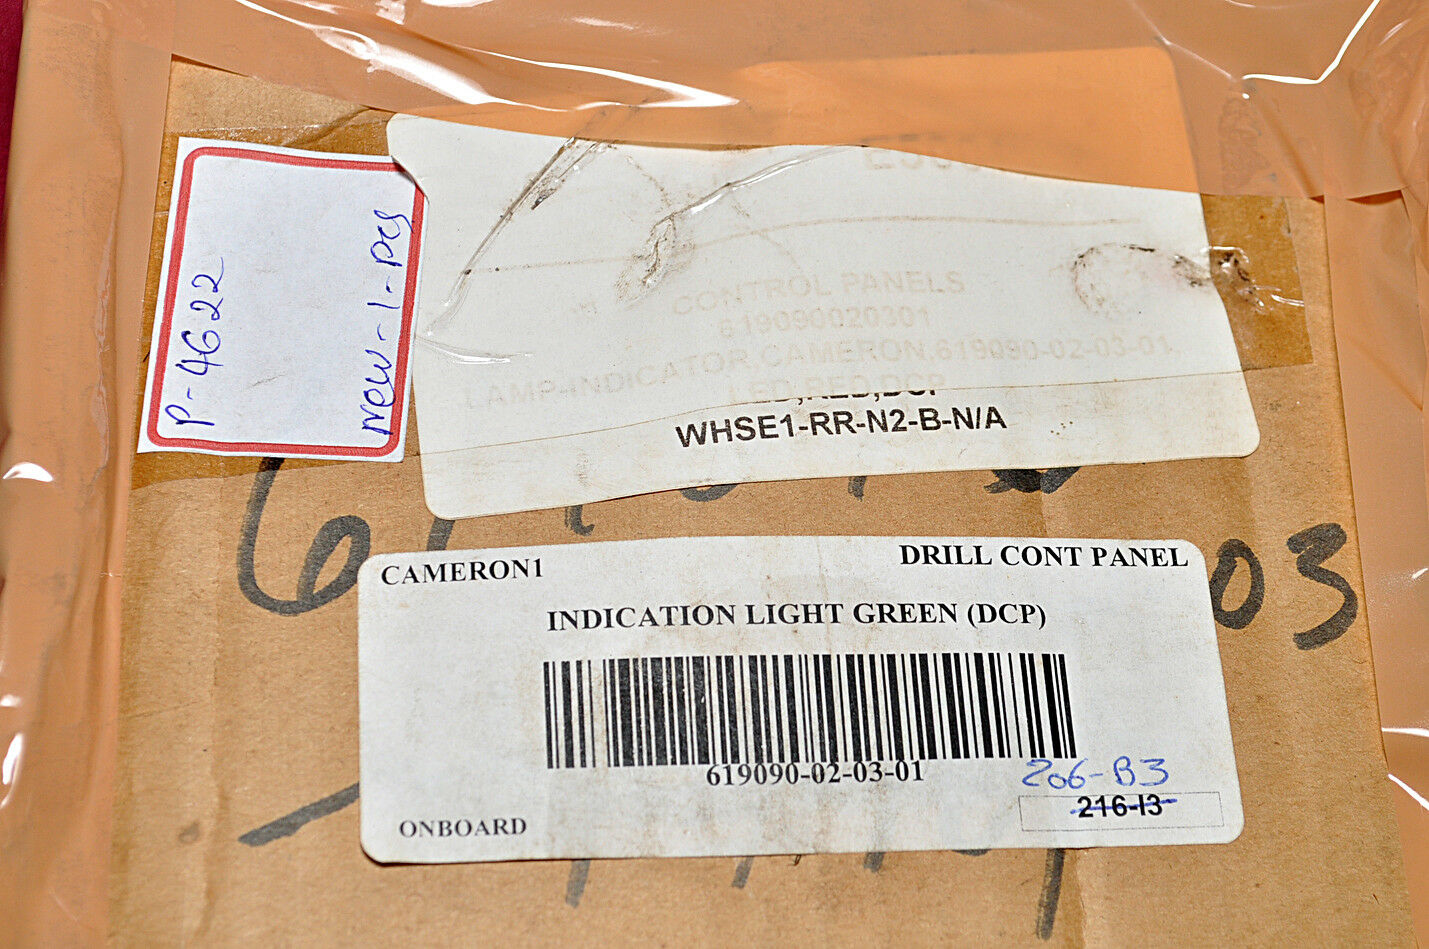 P-4622
New-1-pcs
CONTROL PANELS
619090020301
LAMP-INDICATOR,CAMERON,619090-02-03-01
LED,RED,DCP
WHSE1-RR-N2-B-N/A
03
CAMERON1
DRILL CONT PANEL
INDICATION LIGHT GREEN (DCP)
619090-02-03-01
206-B3
216-I3
ONBOARD